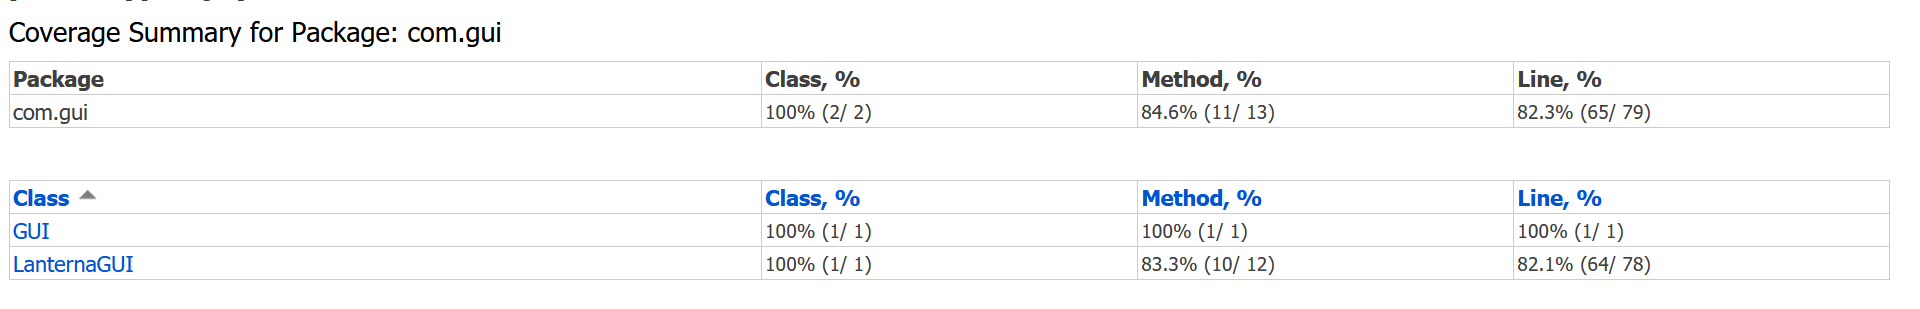 Coverage Summary for Package: com.gui
Package Class, % Method, % Line, %
com.gui 100% (2/ 2) 84.6% (11/ 13) 82.3% (65/ 79)
Class Class, % Method, % Line, %
GUI 100% (1/ 1) 100% (1/ 1) 100% (1/ 1)
LanternaGUI 100% (1/ 1) 83.3% (10/ 12) 82.1% (64/ 78)